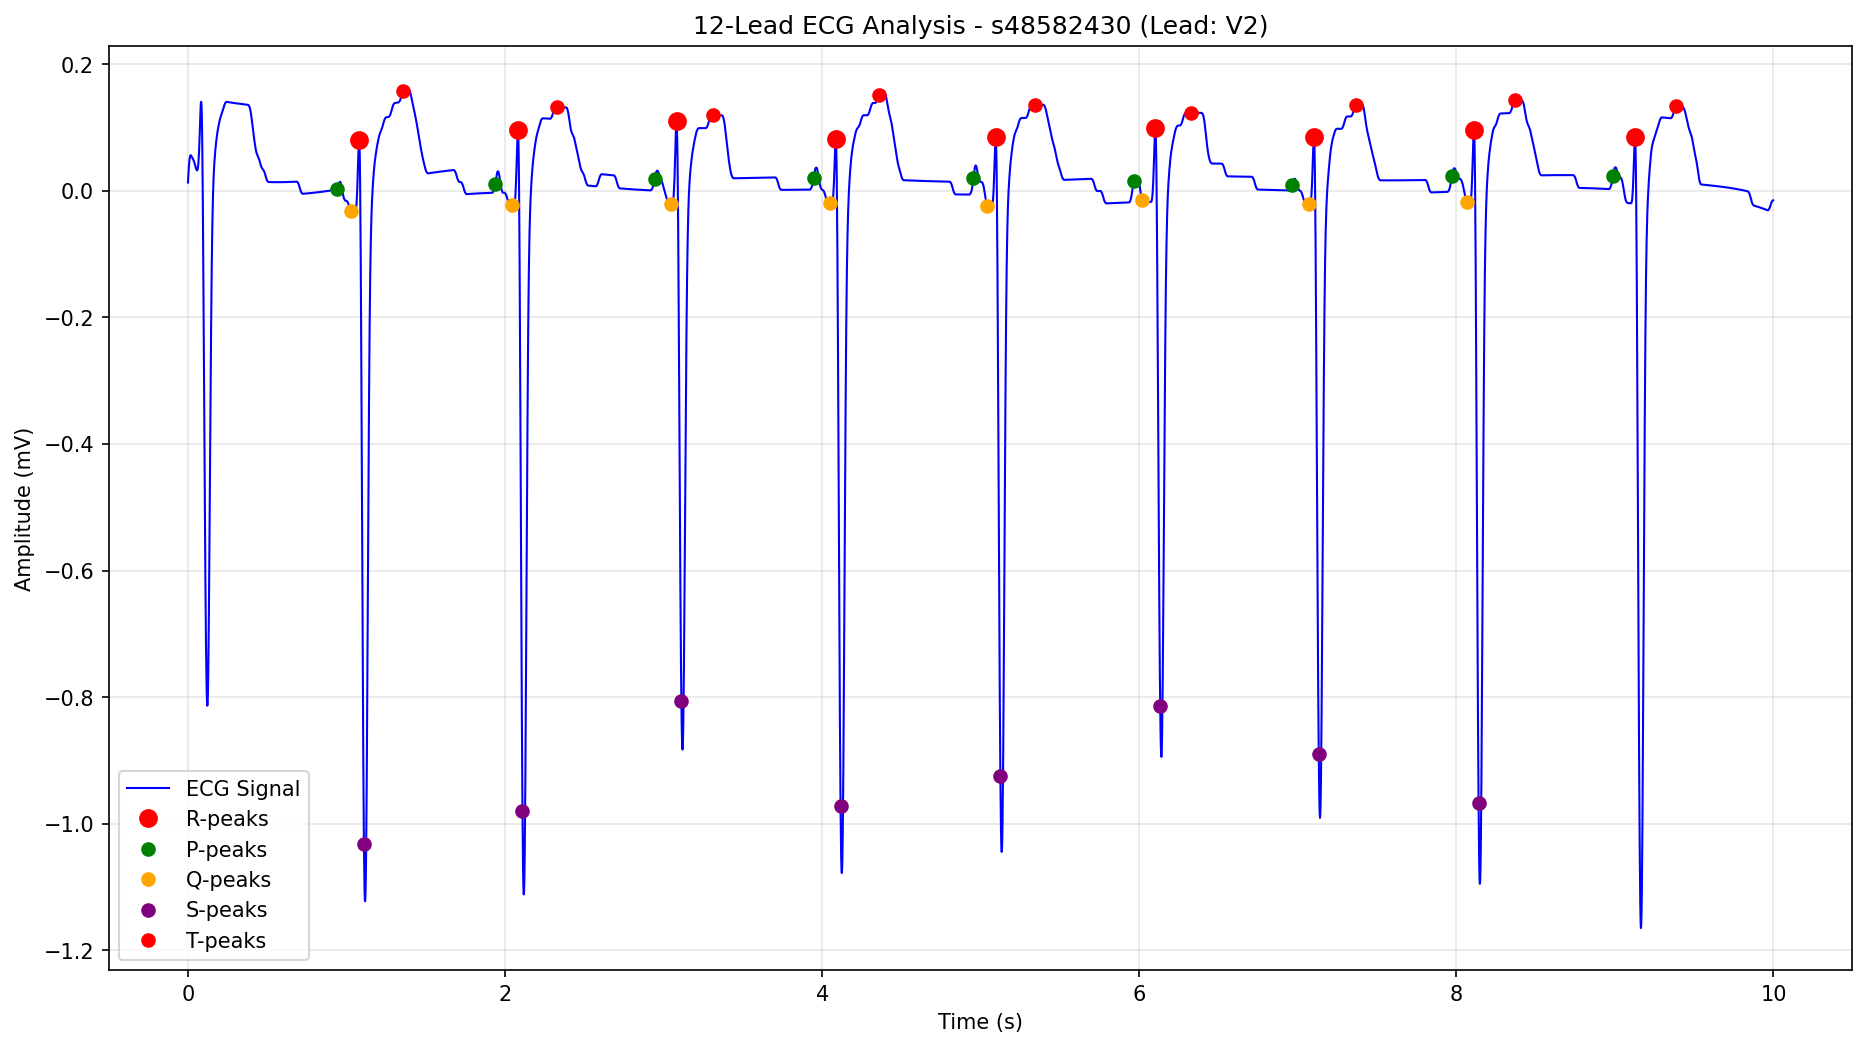 12-Lead ECG Analysis - s48582430 (Lead: V2)
Amplitude (mV)
0.2
0.0
−0.2
−0.4
−0.6
−0.8
−1.0
−1.2
ECG Signal
R-peaks
P-peaks
Q-peaks
S-peaks
T-peaks
0 2 4 6 8 10
Time (s)